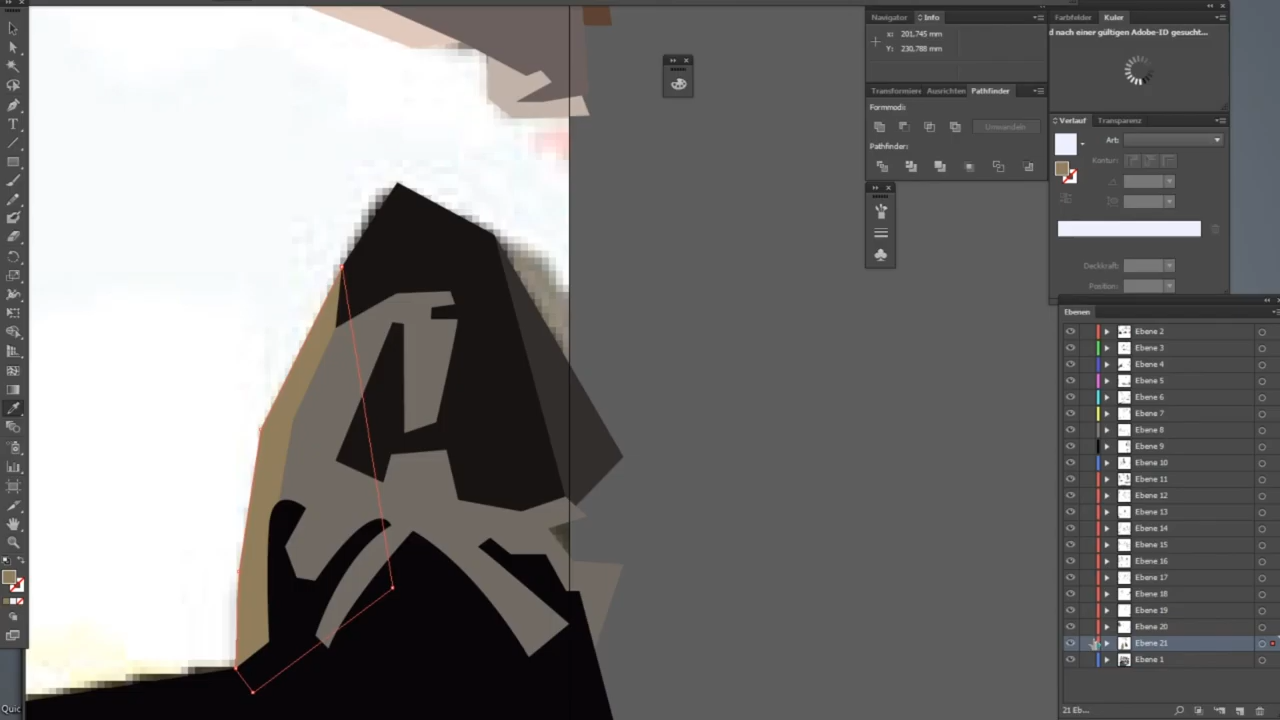 Navigator
Info
X: 201,745 mm
Y: 230,788 mm
Transformieren
Ausrichten
Pathfinder
Formmodi:
Umwandeln
Pathfinder:
Farbfelder
Kuler
d nach einer gültigen Adobe-ID gesucht...
Verlauf
Transparenz
Art:
Kontur:
Deckkraft:
Position:
Ebenen
Ebene 2
Ebene 3
Ebene 4
Ebene 5
Ebene 6
Ebene 7
Ebene 8
Ebene 9
Ebene 10
Ebene 11
Ebene 12
Ebene 13
Ebene 14
Ebene 15
Ebene 16
Ebene 17
Ebene 18
Ebene 19
Ebene 20
Ebene 21
Ebene 1
21 Eb...
Quic